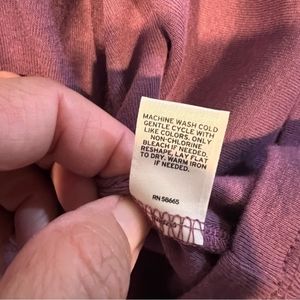 MACHINE WASH COLD
GENTLE CYCLE WITH
LIKE COLORS. ONLY
NON-CHLORINE
BLEACH IF NEEDED.
RESHAPE, LAY FLAT
TO DRY. WARM IRON
IF NEEDED.
RN 58665